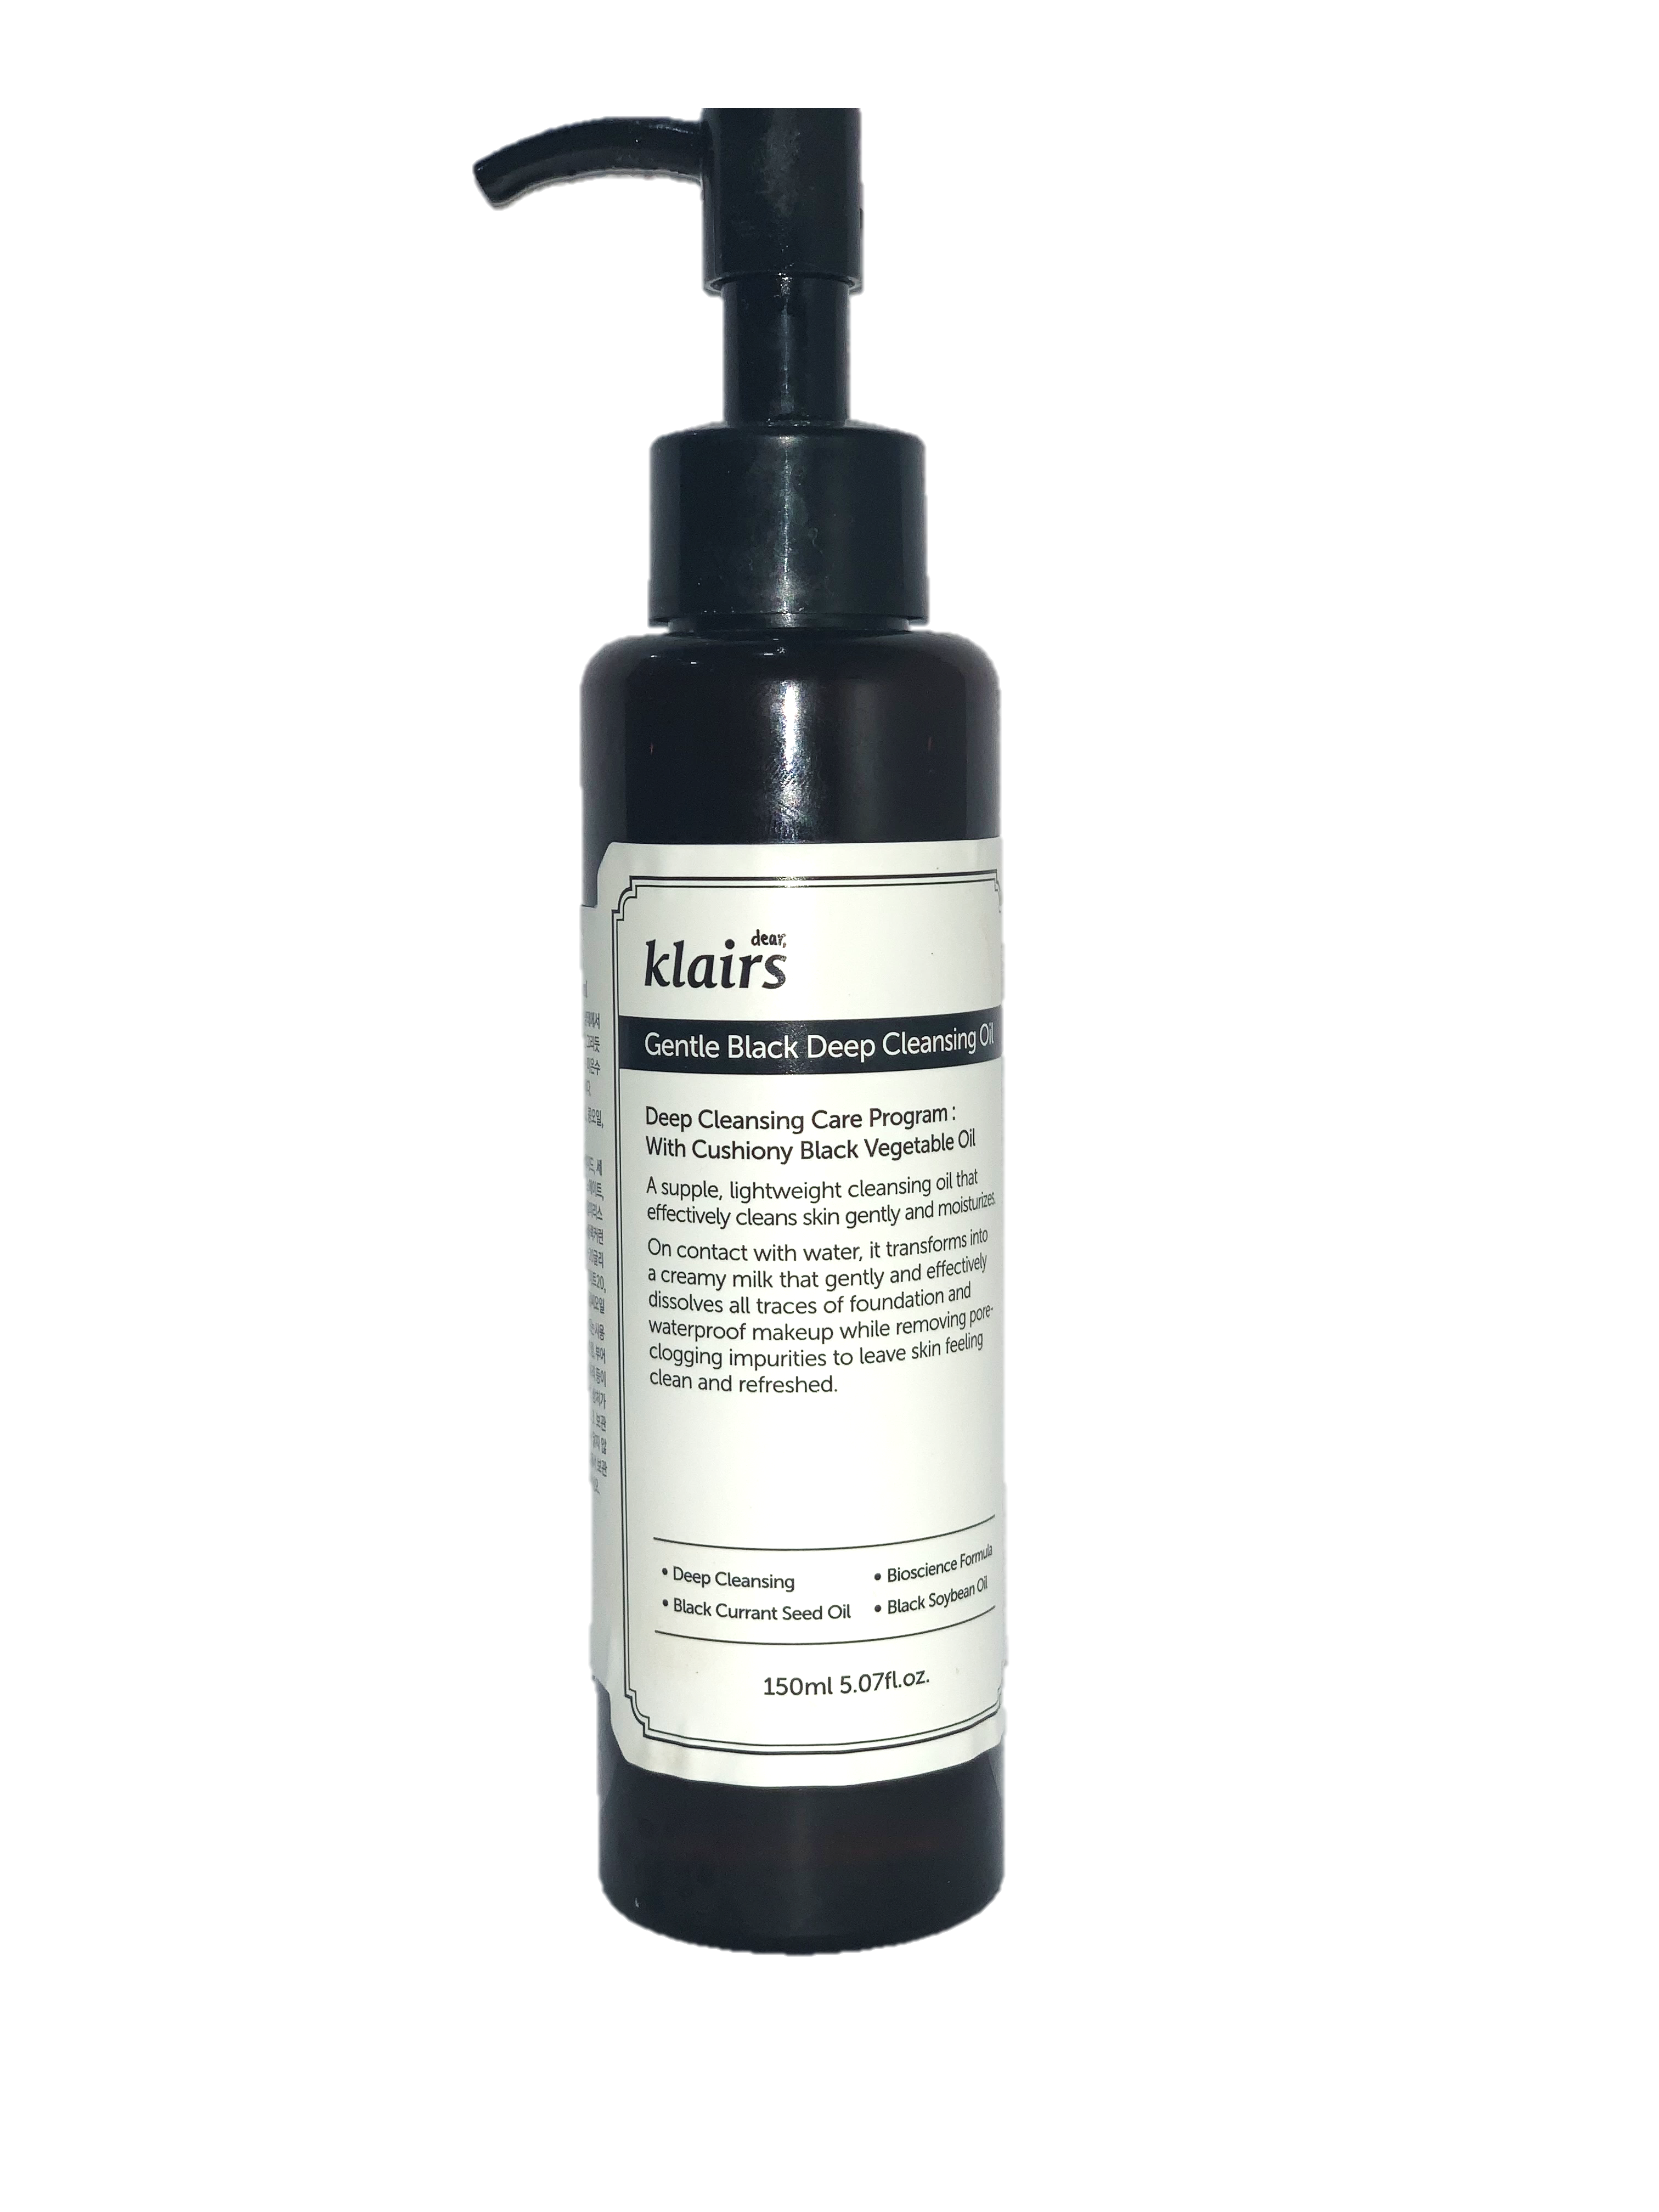 dear,
klairs
Gentle Black Deep Cleansing Oil
Deep Cleansing Care Program :
With Cushiony Black Vegetable Oil
A supple, lightweight cleansing oil that
effectively cleans skin gently and moisturizes.
On contact with water, it transforms into
a creamy milk that gently and effectively
dissolves all traces of foundation and
waterproof makeup while removing pore-
clogging impurities to leave skin feeling
clean and refreshed.
• Deep Cleansing
• Bioscience Formula
• Black Currant Seed Oil
• Black Soybean Oil
150ml 5.07fl.oz.